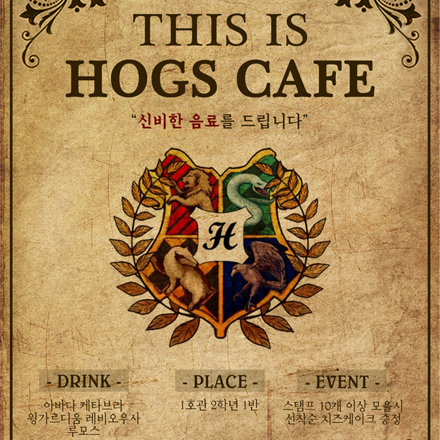 THIS IS
HOGS CAFE
“신비한 음료를 드립니다”
H
- DRINK -
아바다 케타브라
윙가르디움 레비오우사
루모스
- PLACE -
1호관 2학년 1반
- EVENT -
스탬프 10개 이상 모을시
선착순 치즈케이크 증정